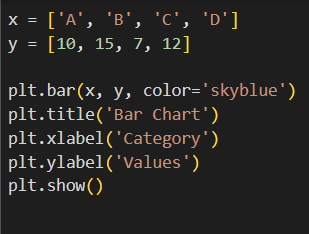 x = ['A', 'B', 'C', 'D']
y = [10, 15, 7, 12]
plt.bar(x, y, color='skyblue')
plt.title('Bar Chart')
plt.xlabel('Category')
plt.ylabel('Values')
plt.show()